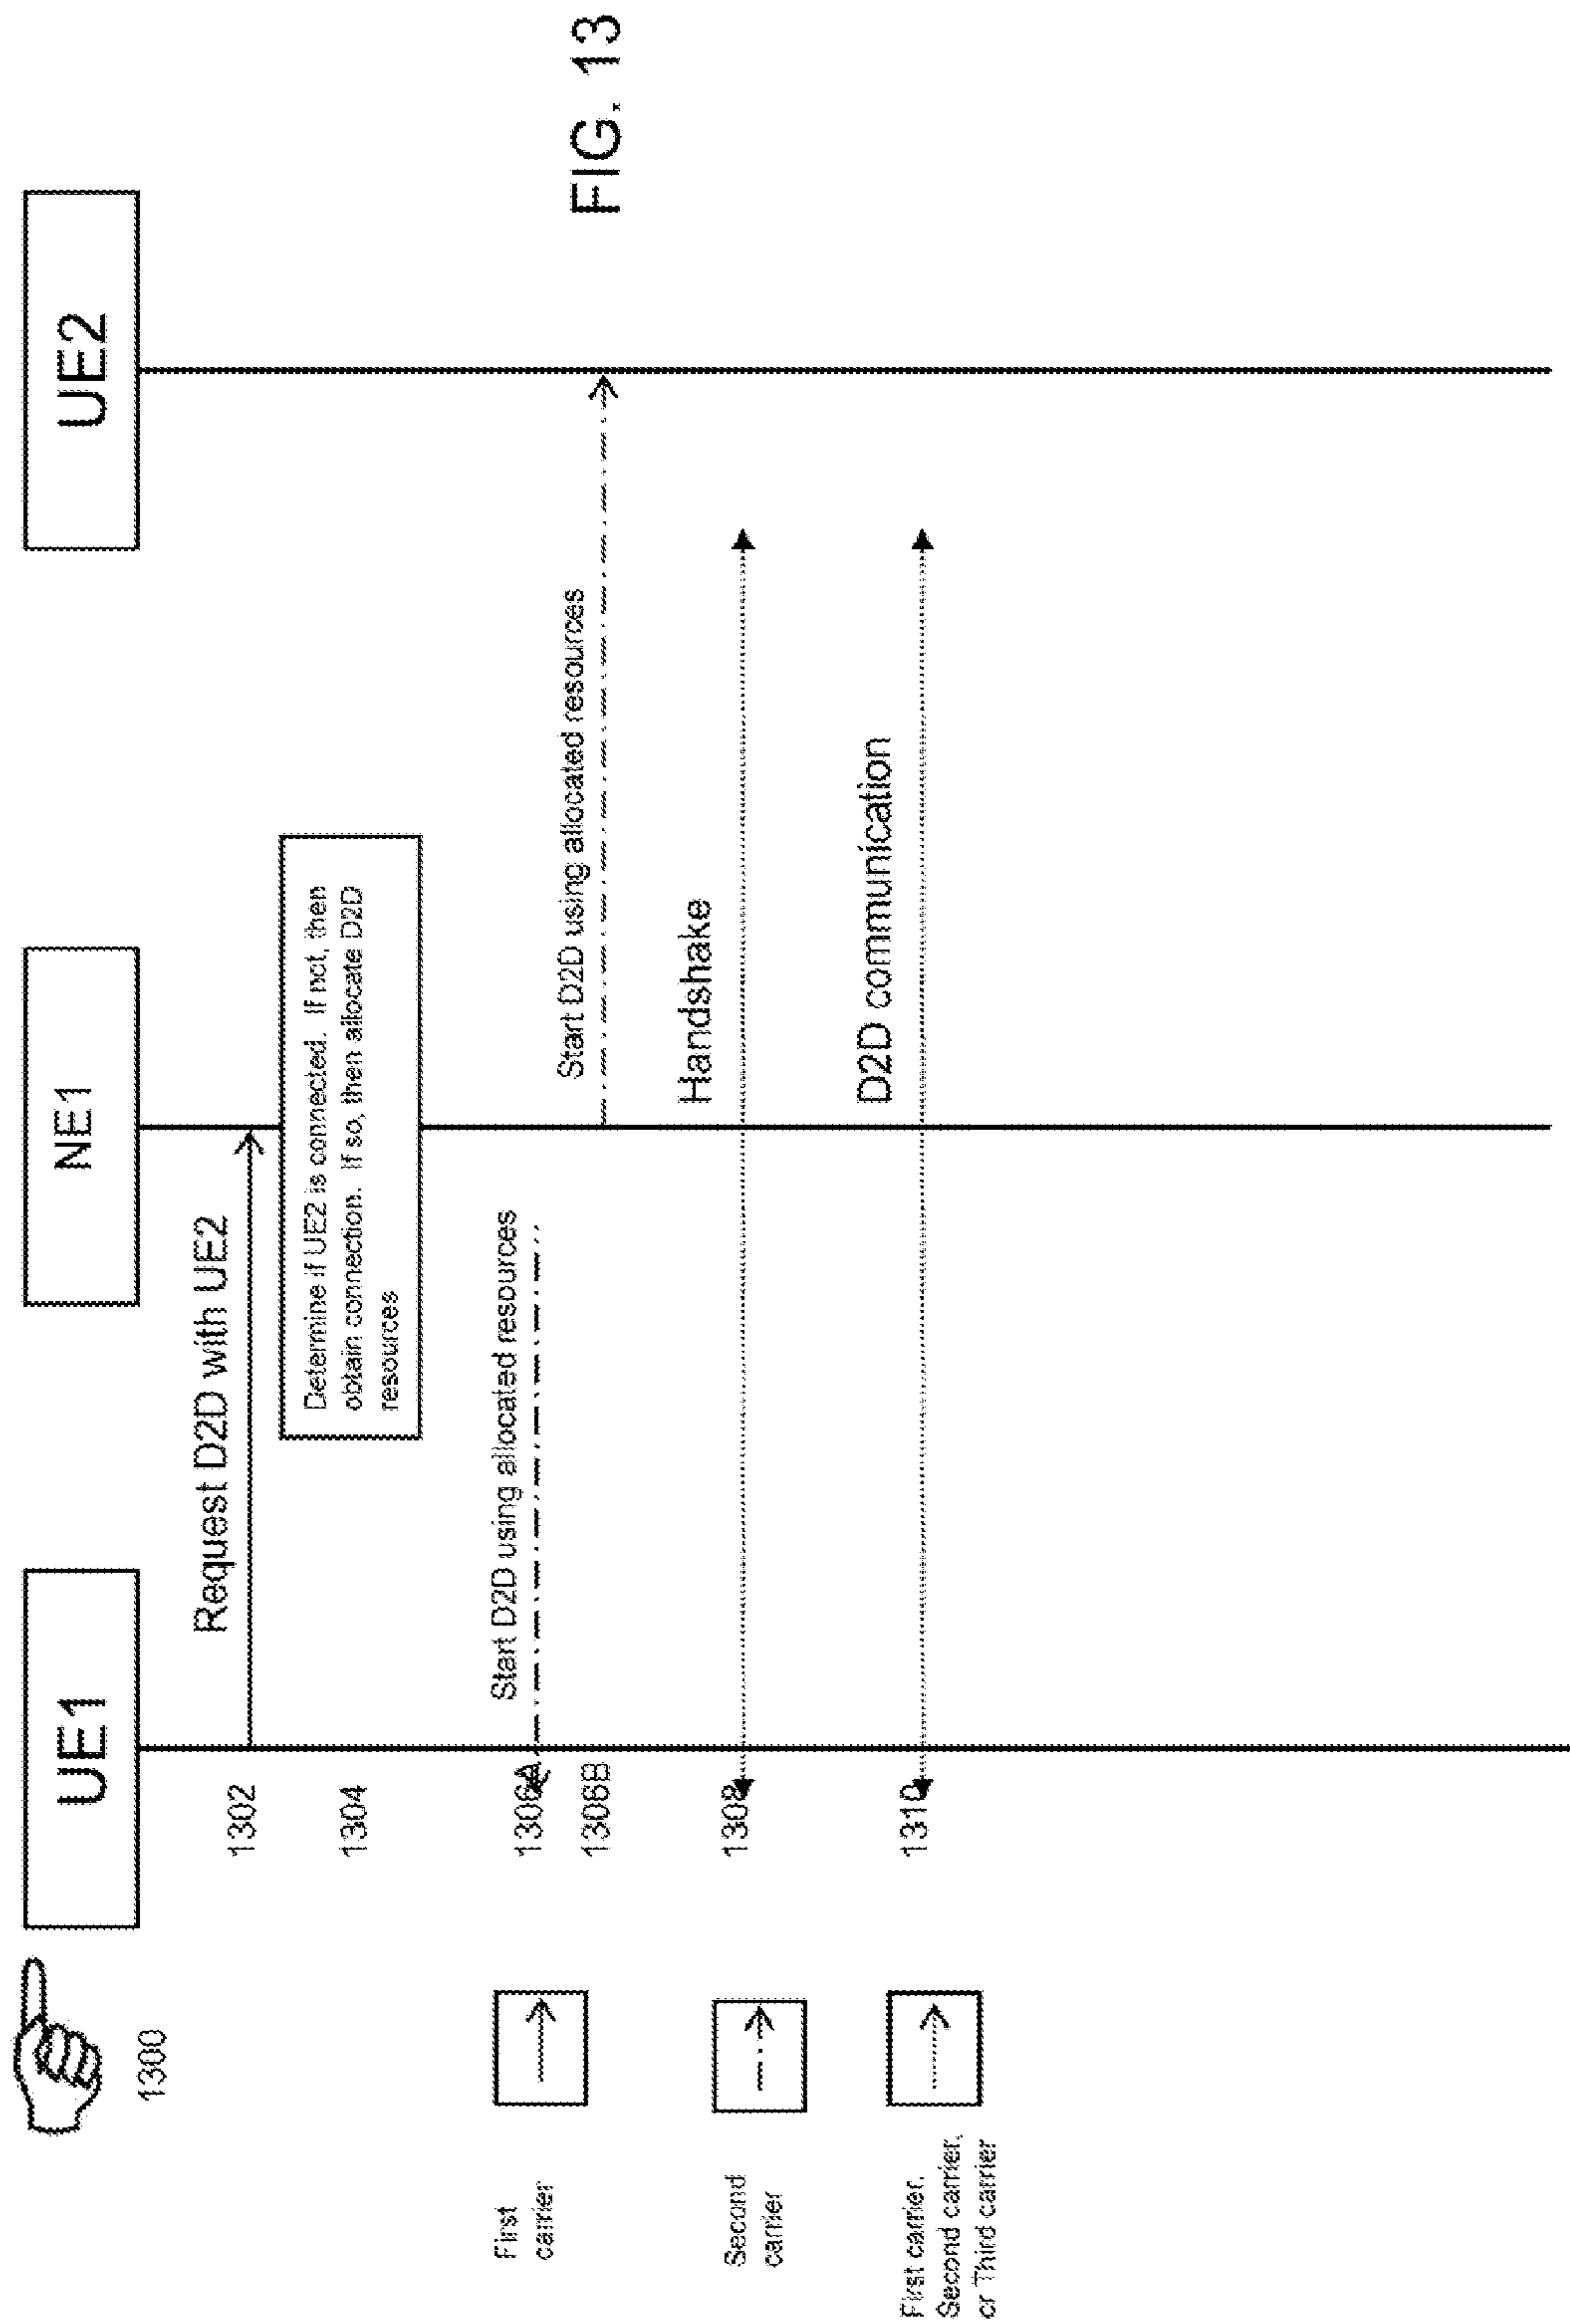 UE1
NE1
UE2
1300
1302
Request D2D with UE2
1304
Determine if UE2 is connected. If not, then
obtain connection. If so, then allocate D2D
resources
1306A
Start D2D using allocated resources
1306B
Start D2D using allocated resources
1308
Handshake
1310
D2D communication
First
carrier
Second
carrier
First carrier,
Second carrier,
or Third carrier
FIG. 13